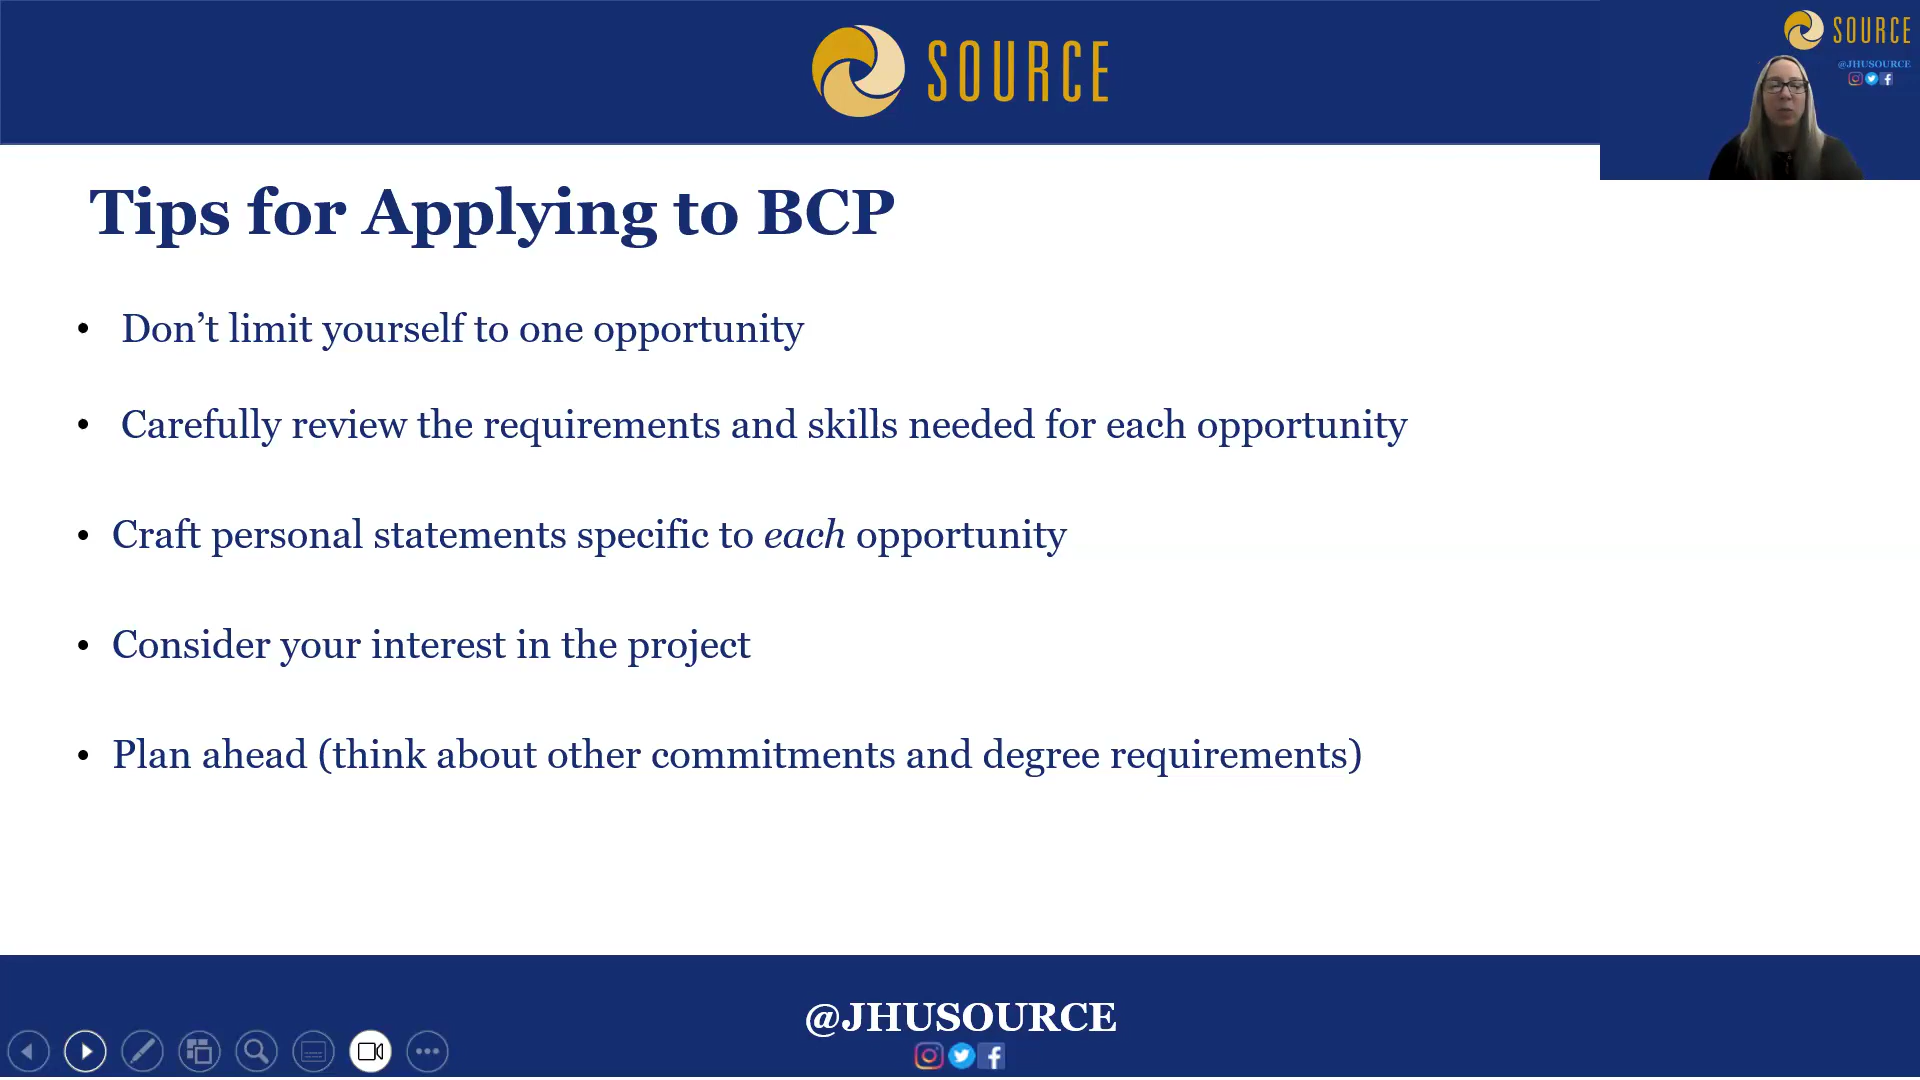 SOURCE
SOURCE
@JHUSOURCE
Tips for Applying to BCP
• Don’t limit yourself to one opportunity
• Carefully review the requirements and skills needed for each opportunity
• Craft personal statements specific to each opportunity
• Consider your interest in the project
• Plan ahead (think about other commitments and degree requirements)
@JHUSOURCE